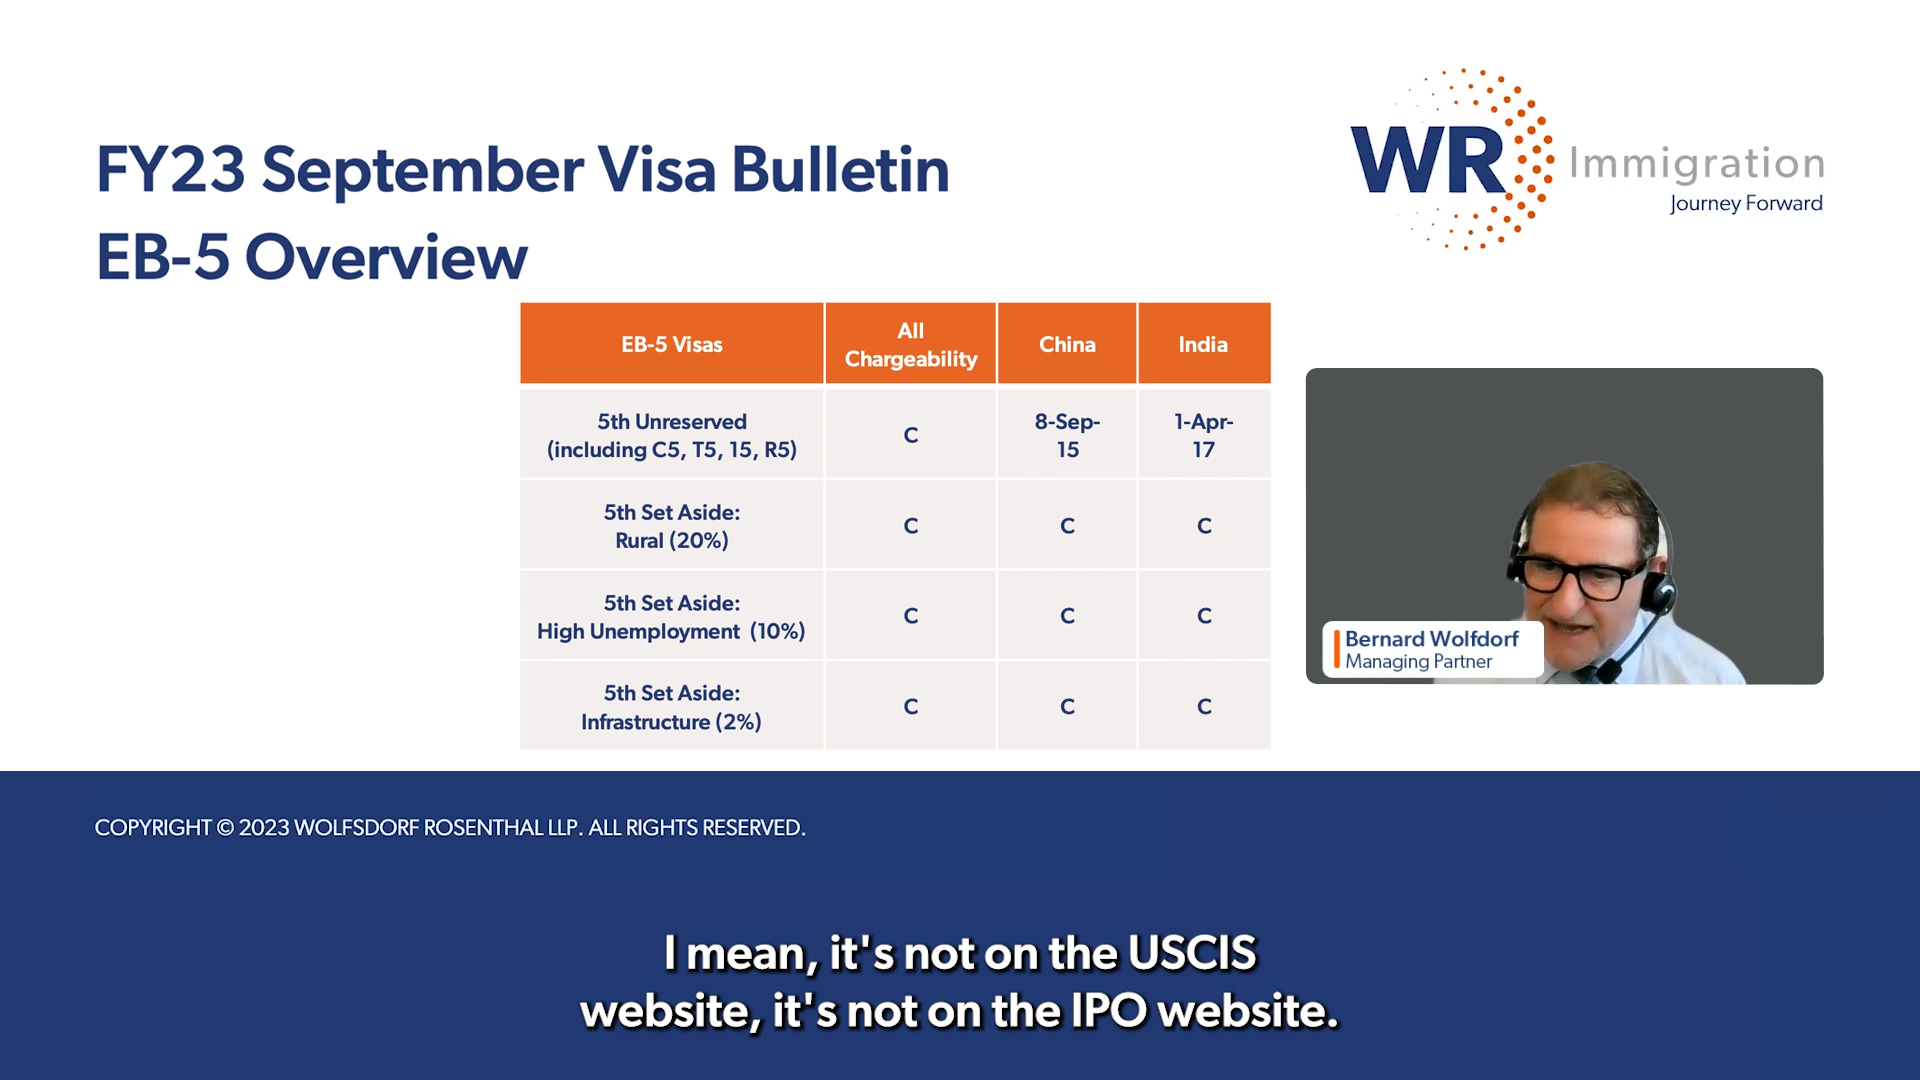 FY23 September Visa Bulletin
EB-5 Overview
WR Immigration
Journey Forward
EB-5 Visas
All
Chargeability
China
India
5th Unreserved
(including C5, T5, 15, R5)
C
8-Sep-
15
1-Apr-
17
5th Set Aside:
Rural (20%)
C
C
C
5th Set Aside:
High Unemployment (10%)
C
C
C
5th Set Aside:
Infrastructure (2%)
C
C
C
Bernard Wolfdorf
Managing Partner
COPYRIGHT © 2023 WOLFSDORF ROSENTHAL LLP. ALL RIGHTS RESERVED.
I mean, it's not on the USCIS
website, it's not on the IPO website.